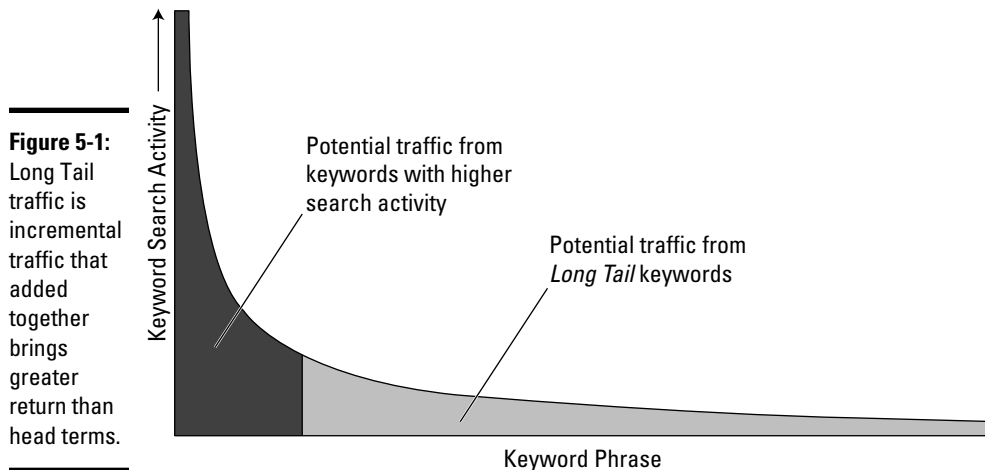 Figure 5-1:
Long Tail
traffic is
incremental
traffic that
added
together
brings
greater
return than
head terms.
Keyword Search Activity
Potential traffic from
keywords with higher
search activity
Potential traffic from
Long Tail keywords
Keyword Phrase